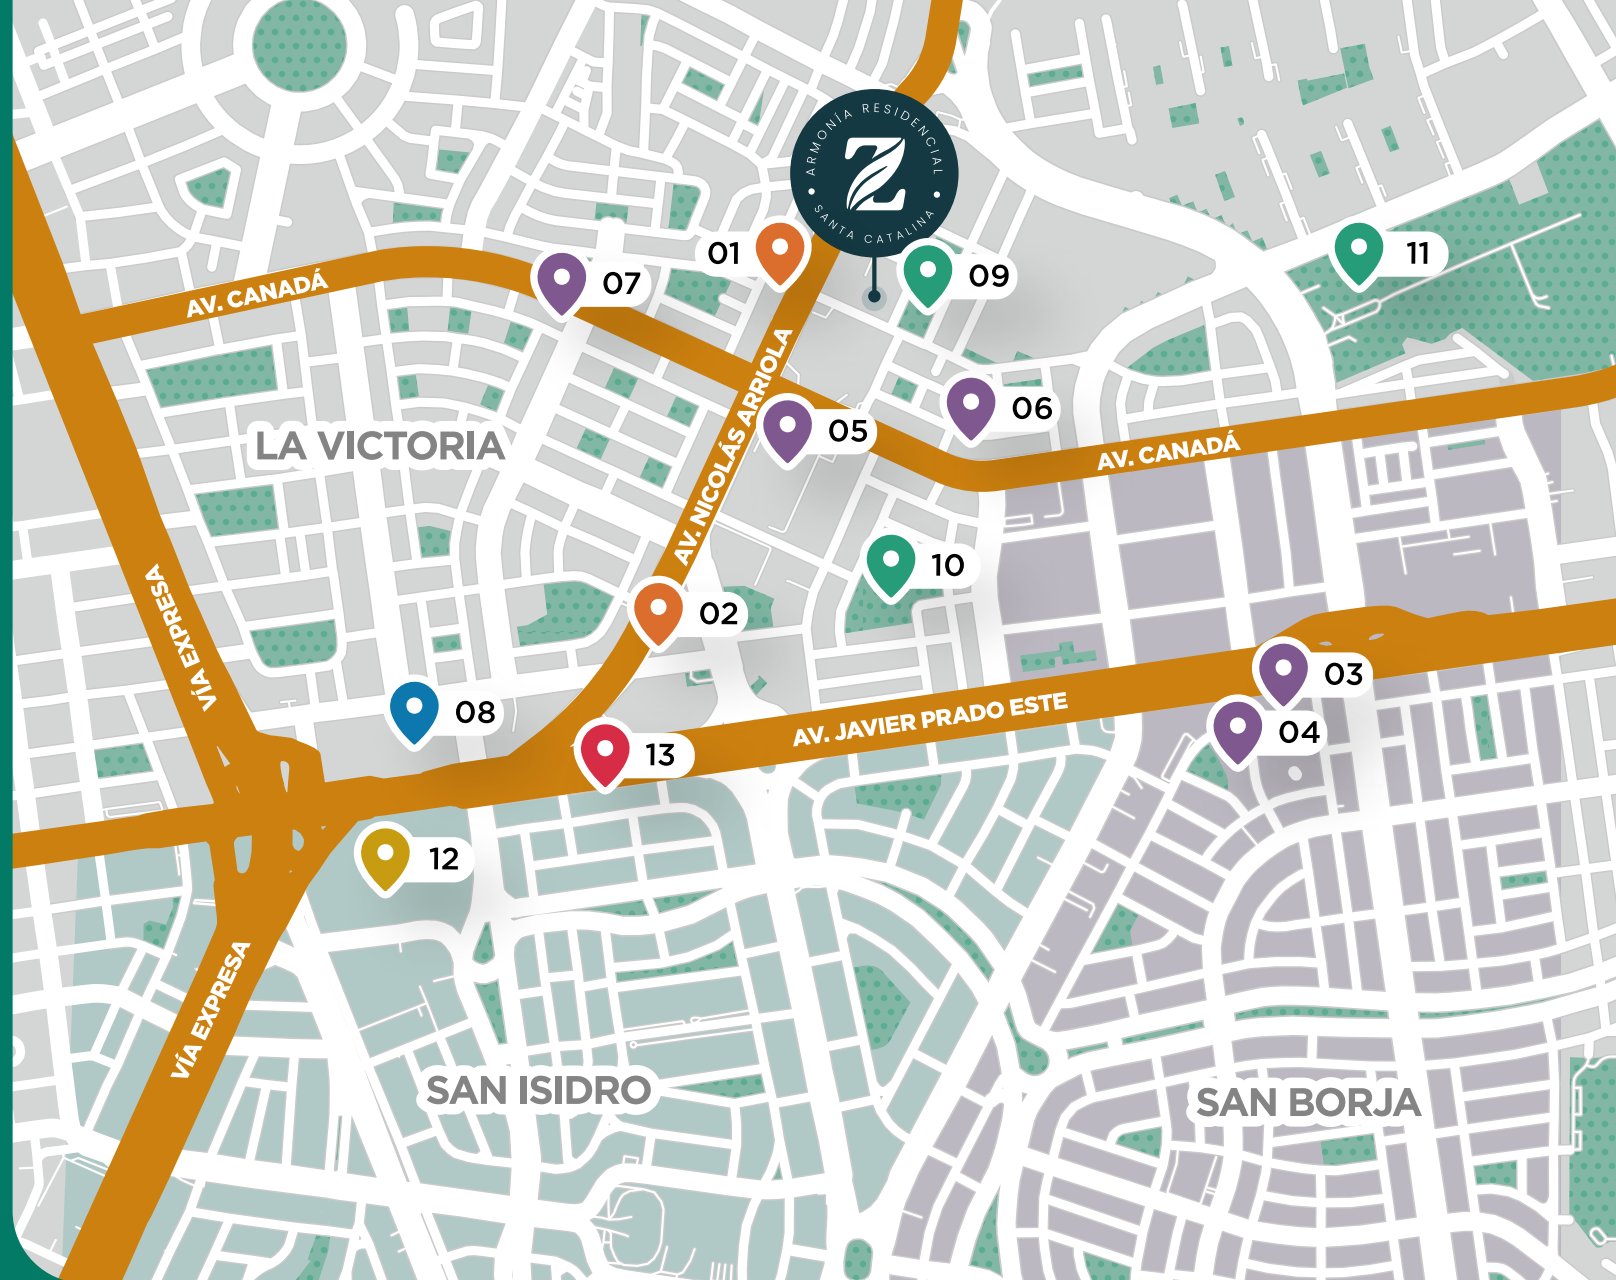 ARMONÍA RESIDENCIAL
Z
SANTA CATALINA
01
09
11
07
AV. CANADÁ
AV. NICOLÁS ARRIOLA
06
05
LA VICTORIA
AV. CANADÁ
10
02
VÍA EXPRESA
03
08
AV. JAVIER PRADO ESTE
04
13
12
VÍA EXPRESA
SAN ISIDRO
SAN BORJA